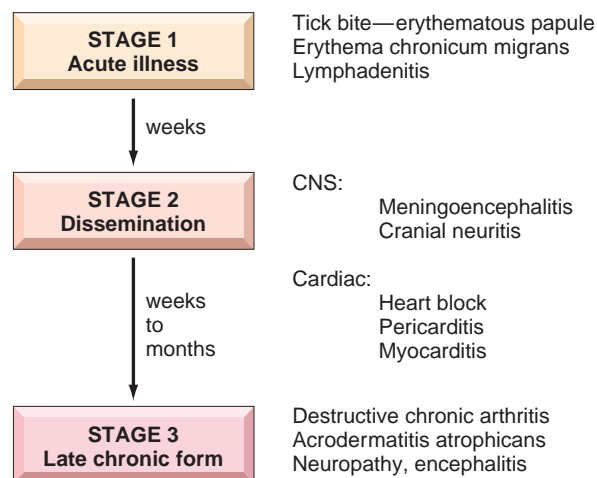 STAGE 1
Acute illness
Tick bite—erythematous papule
Erythema chronicum migrans
Lymphadenitis
weeks
STAGE 2
Dissemination
CNS:
Meningoencephalitis
Cranial neuritis
Cardiac:
Heart block
Pericarditis
Myocarditis
weeks
to
months
STAGE 3
Late chronic form
Destructive chronic arthritis
Acrodermatitis atrophicans
Neuropathy, encephalitis